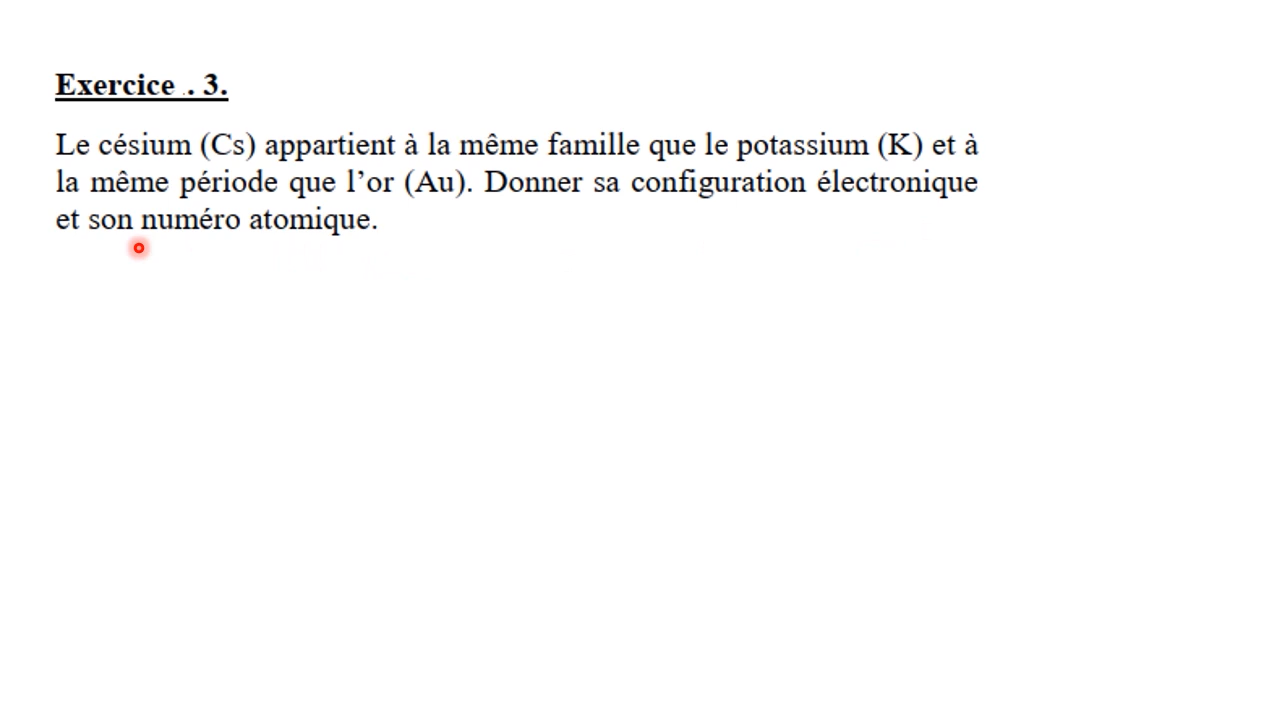 Exercice . 3.
Le césium (Cs) appartient à la même famille que le potassium (K) et à
la même période que l’or (Au). Donner sa configuration électronique
et son numéro atomique.